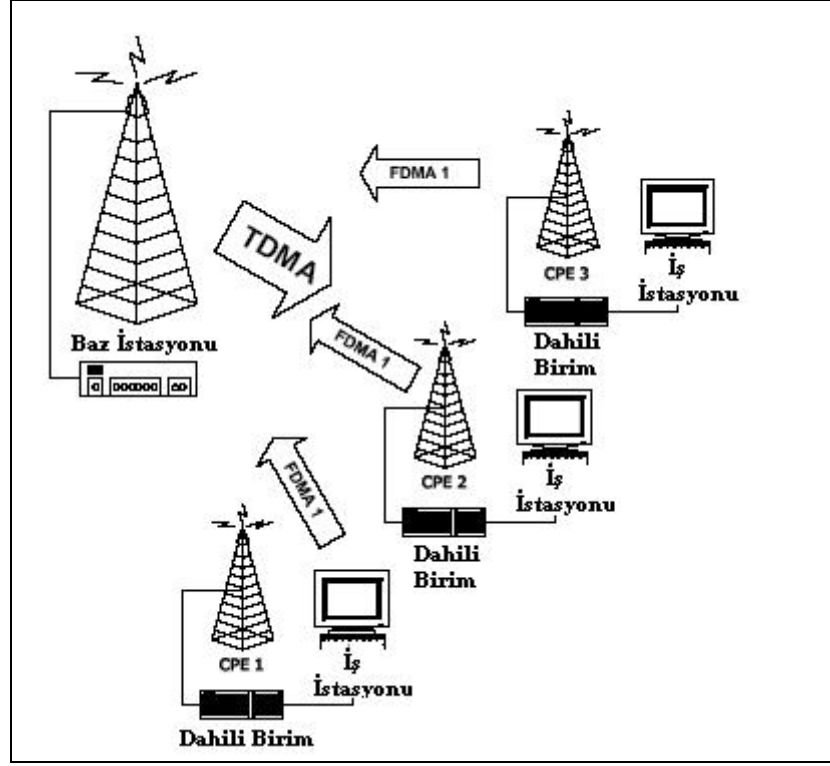 FDMA 1
TDMA
CPE 3
İş
İstasyonu
Baz İstasyonu
FDMA 1
Dahili
Birim
CPE 2
İş
İstasyonu
FDMA 1
Dahili
Birim
CPE 1
İş
İstasyonu
Dahili Birim